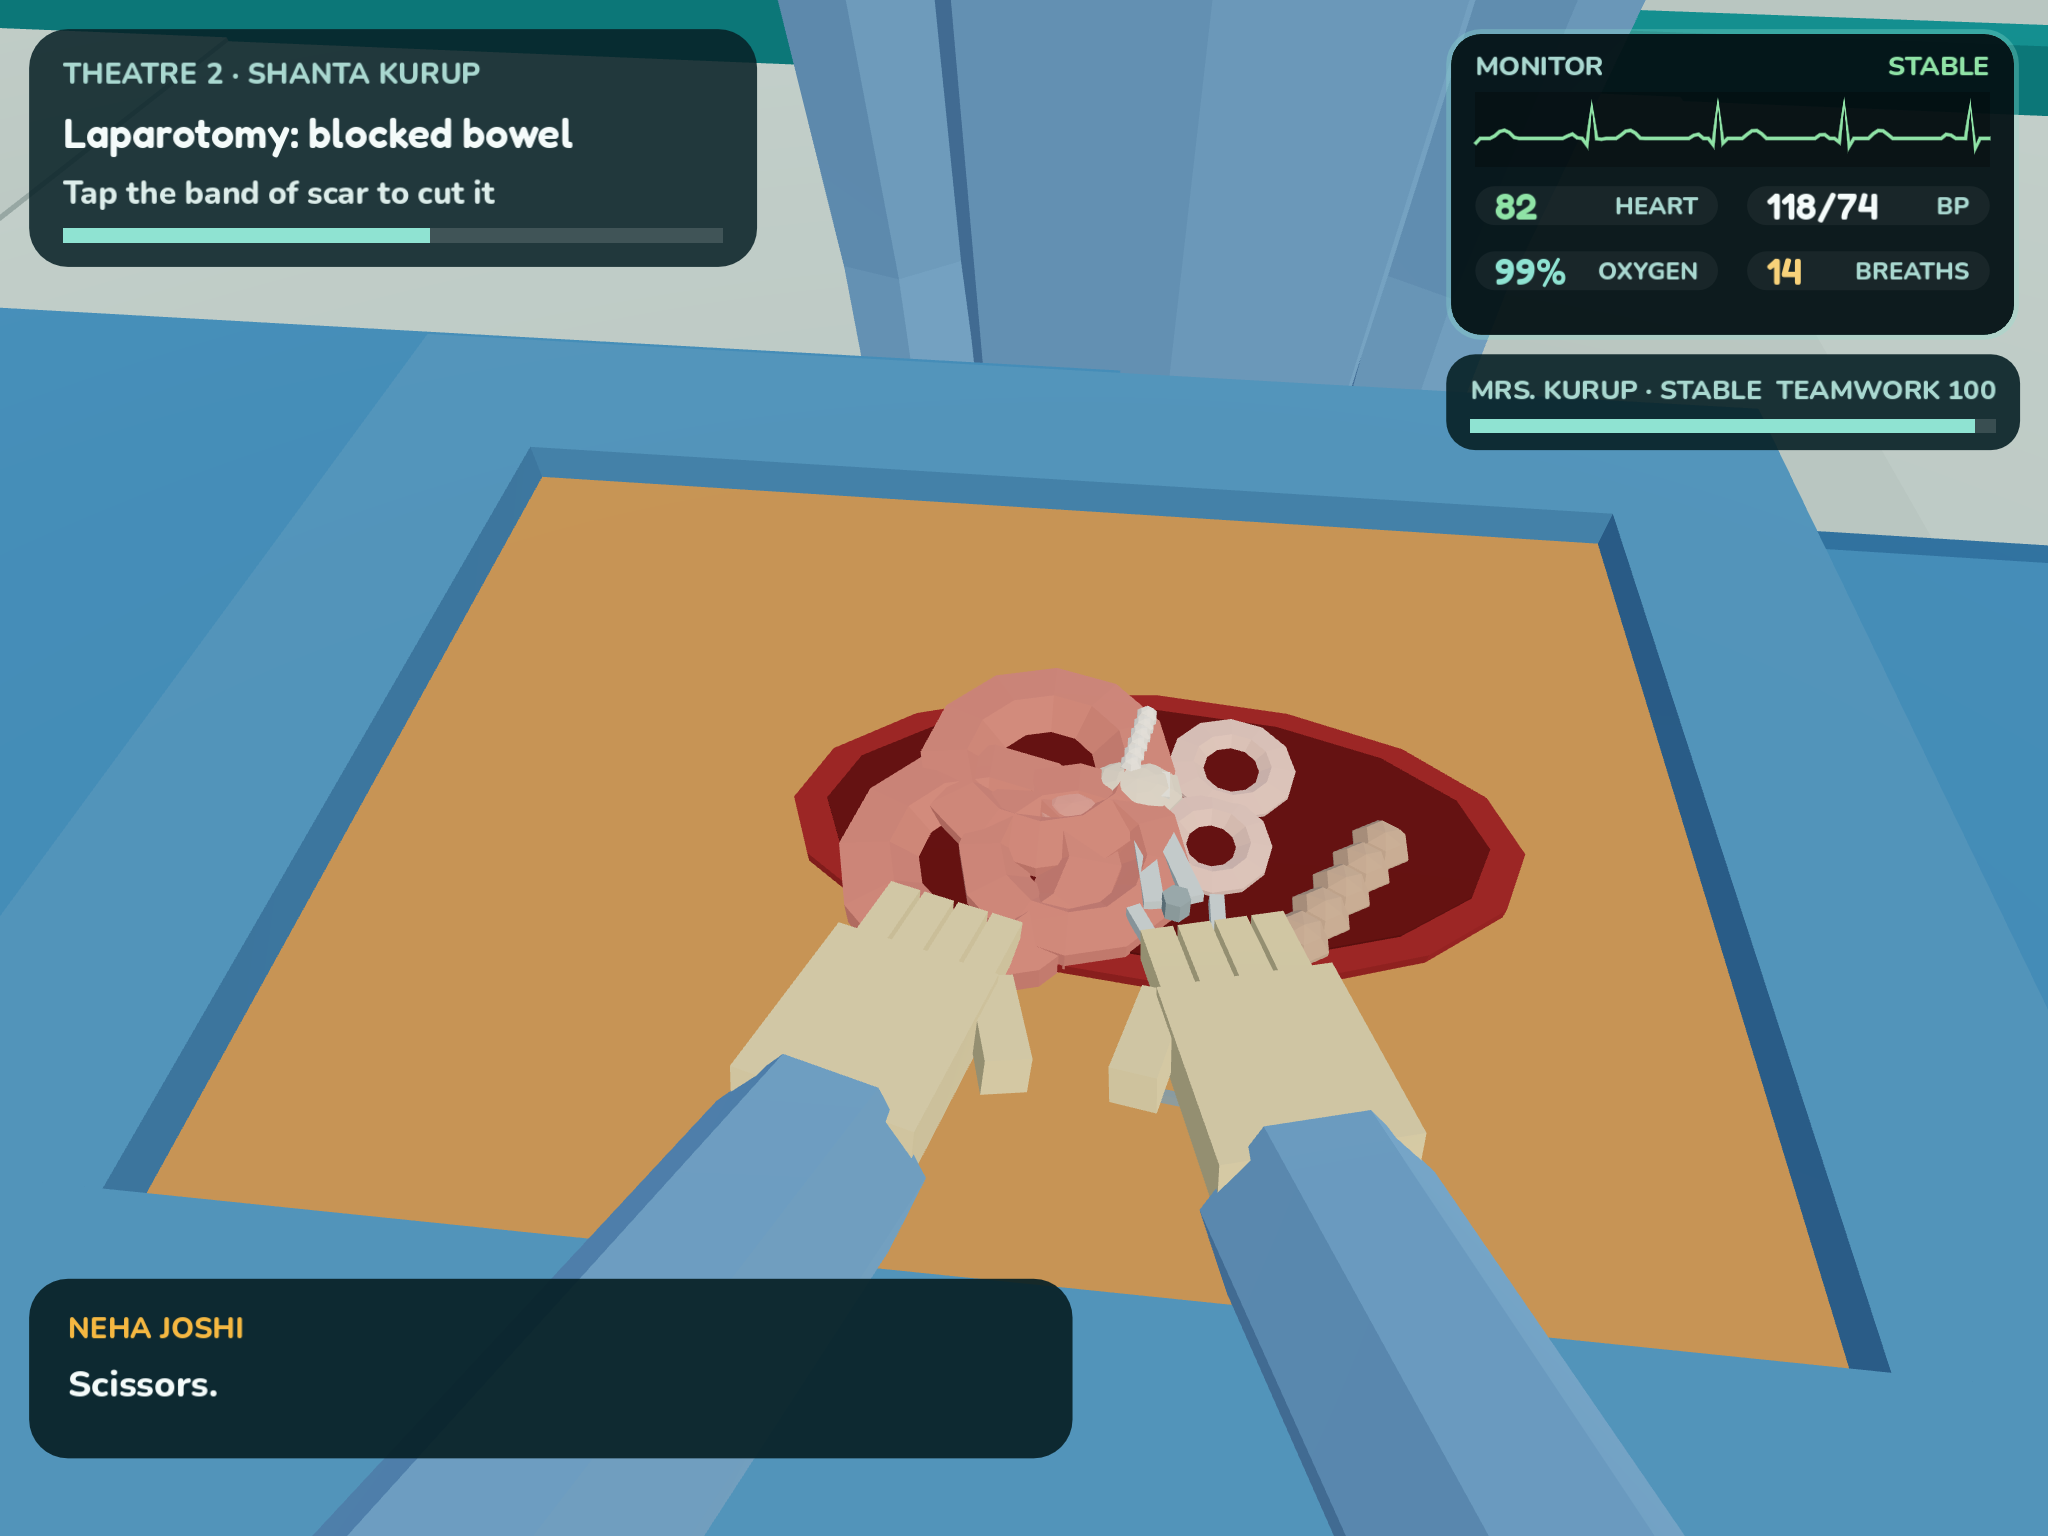 THEATRE 2 · SHANTA KURUP
Laparotomy: blocked bowel
Tap the band of scar to cut it
MONITOR STABLE
82 HEART 118/74 BP
99% OXYGEN 14 BREATHS
MRS. KURUP · STABLE TEAMWORK 100
NEHA JOSHI
Scissors.